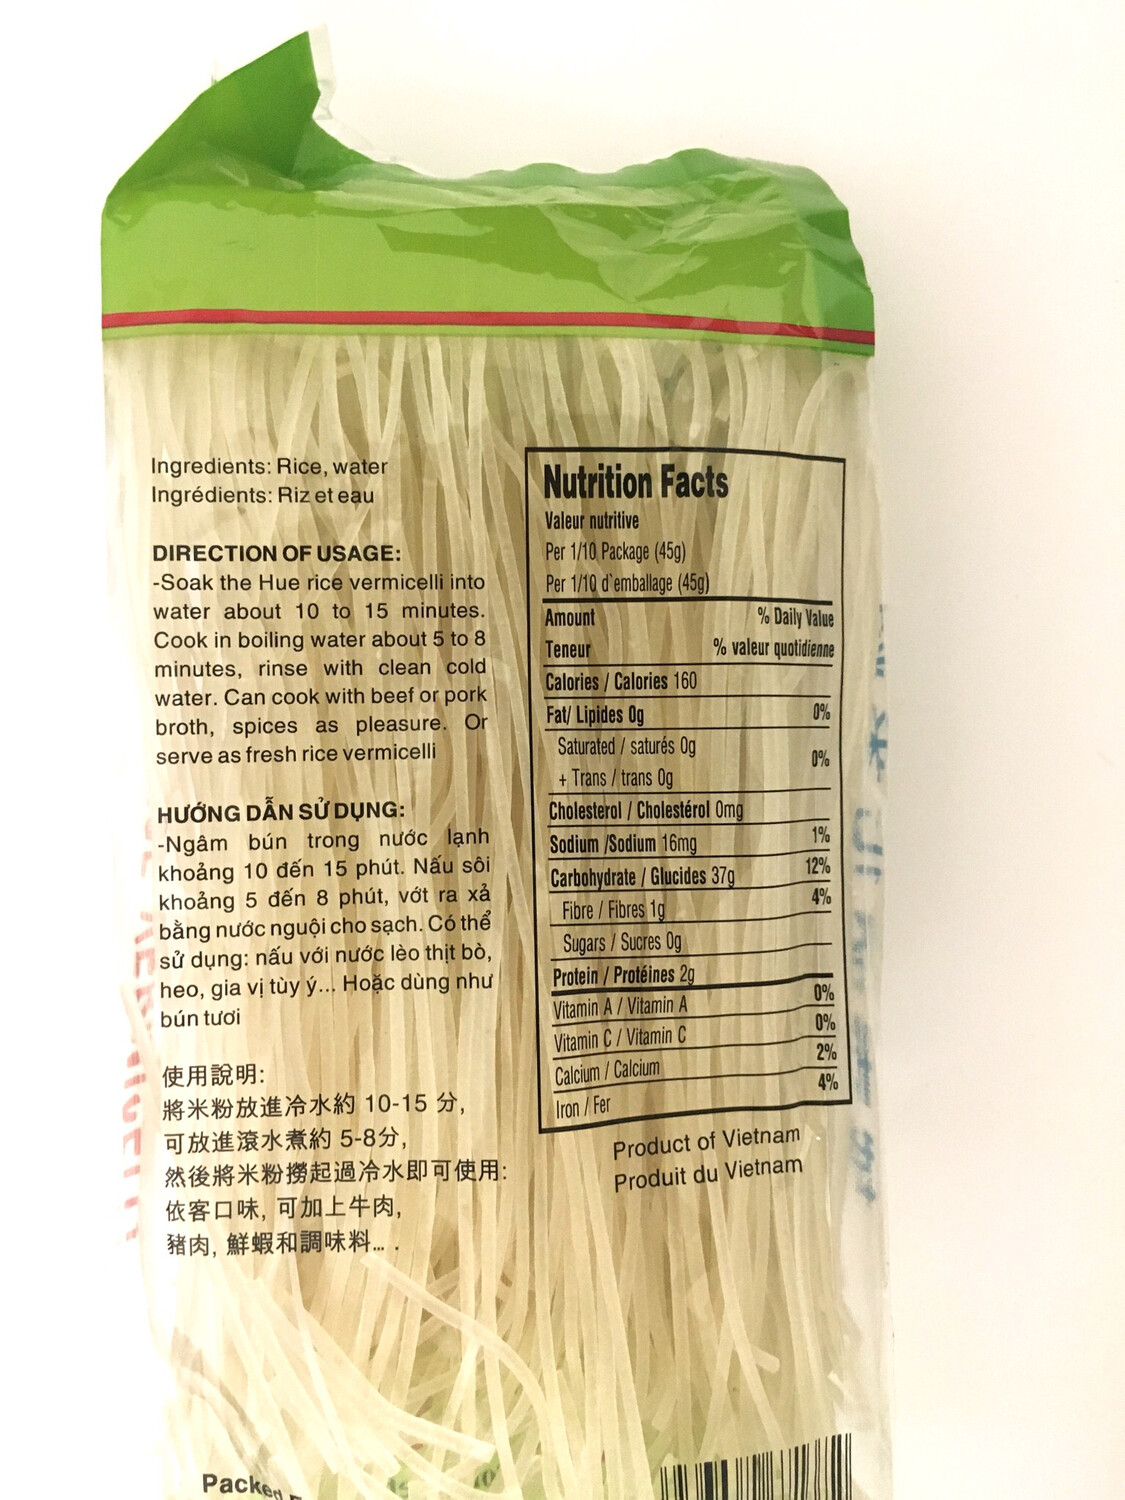 Ingredients: Rice, water
Ingrédients: Riz et eau
DIRECTION OF USAGE:
-Soak the Hue rice vermicelli into
water about 10 to 15 minutes.
Cook in boiling water about 5 to 8
minutes, rinse with clean cold
water. Can cook with beef or pork
broth, spices as pleasure. Or
serve as fresh rice vermicelli
HƯỚNG DẪN SỬ DỤNG:
-Ngâm bún trong nước lạnh
khoảng 10 đến 15 phút. Nấu sôi
khoảng 5 đến 8 phút, vớt ra xả
bằng nước nguội cho sạch. Có thể
sử dụng: nấu với nước lèo thịt bò,
heo, gia vị tùy ý... Hoặc dùng như
bún tươi
使用說明:
將米粉放進冷水約 10-15 分,
可放進滾水煮約 5-8分,
然後將米粉撈起過冷水即可使用:
依客口味, 可加上牛肉,
豬肉, 鮮蝦和調味料... .
Nutrition Facts
Valeur nutritive
Per 1/10 Package (45g)
Per 1/10 d`emballage (45g)
Amount % Daily Value
Teneur % valeur quotidienne
Calories / Calories 160
Fat/ Lipides 0g 0%
Saturated / saturés 0g 0%
+ Trans / trans 0g
Cholesterol / Cholestérol 0mg
Sodium /Sodium 16mg 1%
Carbohydrate / Glucides 37g 12%
Fibre / Fibres 1g 4%
Sugars / Sucres 0g
Protein / Protéines 2g
Vitamin A / Vitamin A 0%
Vitamin C / Vitamin C 0%
Calcium / Calcium 2%
Iron / Fer 4%
Product of Vietnam
Produit du Vietnam
Packed